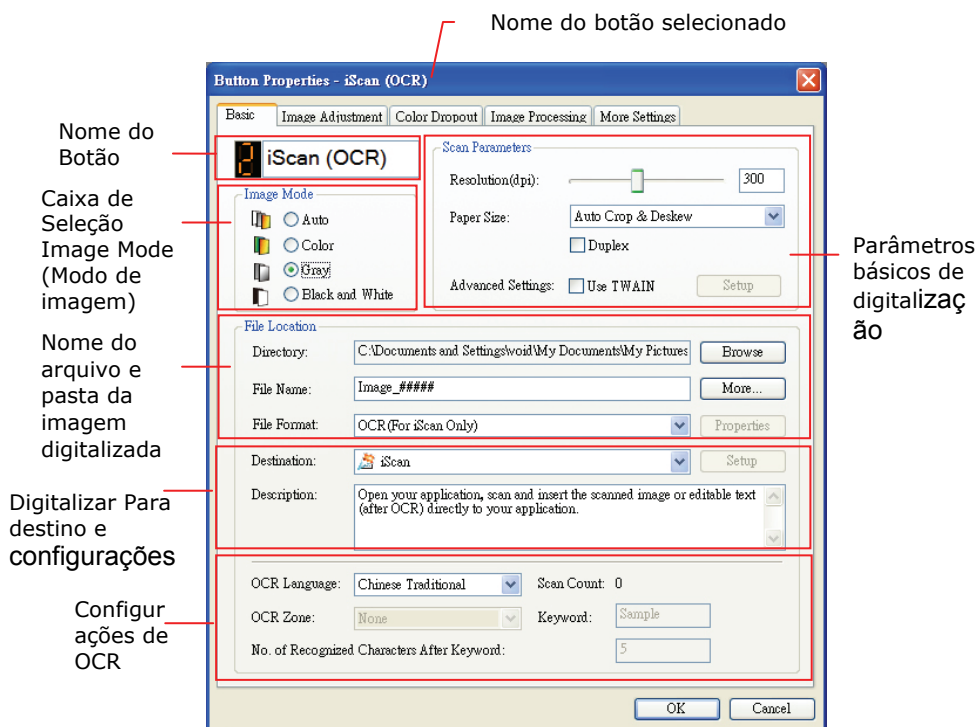 Nome do botão selecionado
Button Properties - iScan (OCR)
Basic
Image Adjustment
Color Dropout
Image Processing
More Settings
Nome do
Botão
2
iScan (OCR)
Caixa de
Seleção
Image Mode
(Modo de
imagem)
Image Mode
Auto
Color
Gray
Black and White
Scan Parameters
Resolution(dpi):
300
Paper Size:
Auto Crop & Deskew
Duplex
Advanced Settings:
Use TWAIN
Setup
Parâmetros
básicos de
digitalizaç
ão
Nome do
arquivo e
pasta da
imagem
digitalizada
File Location
Directory:
C:\Documents and Settings\void\My Documents\My Pictures
Browse
File Name:
Image_#####
More...
File Format:
OCR(For iScan Only)
Properties
Digitalizar Para
destino e
configurações
Destination:
iScan
Setup
Description:
Open your application, scan and insert the scanned image or editable text
(after OCR) directly to your application.
Configur
ações de
OCR
OCR Language:
Chinese Traditional
Scan Count: 0
OCR Zone:
None
Keyword:
Sample
No. of Recognized Characters After Keyword:
5
OK
Cancel